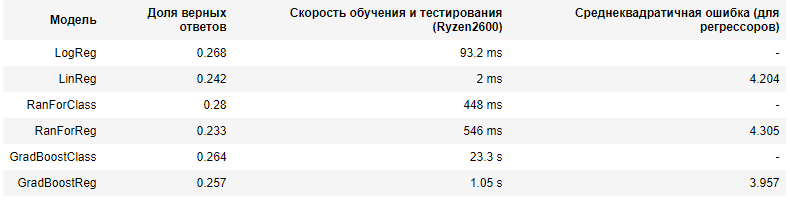 Модель Доля верных ответов Скорость обучения и тестирования (Ryzen2600) Среднеквадратичная ошибка (для регрессоров)
LogReg 0.268 93.2 ms -
LinReg 0.242 2 ms 4.204
RanForClass 0.28 448 ms -
RanForReg 0.233 546 ms 4.305
GradBoostClass 0.264 23.3 s -
GradBoostReg 0.257 1.05 s 3.957